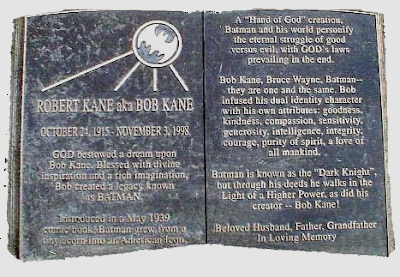 ROBERT KANE aka BOB KANE
OCTOBER 24, 1915 - NOVEMBER 3, 1998
GOD bestowed a dream upon
Bob Kane. Blessed with divine
inspiration and a rich imagination,
Bob created a legacy known
as BATMAN.
Introduced in a May 1939
comic book, Batman grew from a
tiny acorn into an American Icon.
A "Hand of God" creation,
Batman and his world personify
the eternal struggle of good
versus evil, with GOD's laws
prevailing in the end.
Bob Kane, Bruce Wayne, Batman--
they are one and the same. Bob
infused his dual identity character
with his own attributes: goodness,
kindness, compassion, sensitivity,
generosity, intelligence, integrity,
courage, purity of spirit, a love of
all mankind.
Batman is known as the "Dark Knight",
but through his deeds he walks in the
Light of a Higher Power, as did his
creator -- Bob Kane!
Beloved Husband, Father, Grandfather
In Loving Memory